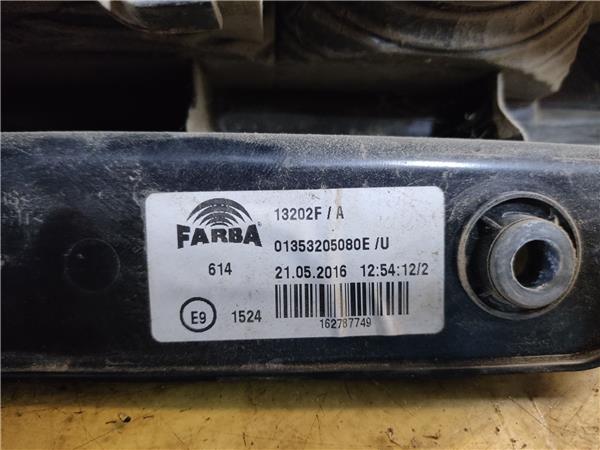 13202F / A
FARBA
01353205080E /U
614
21.05.2016 12:54:12/2
E9
1524
162787749